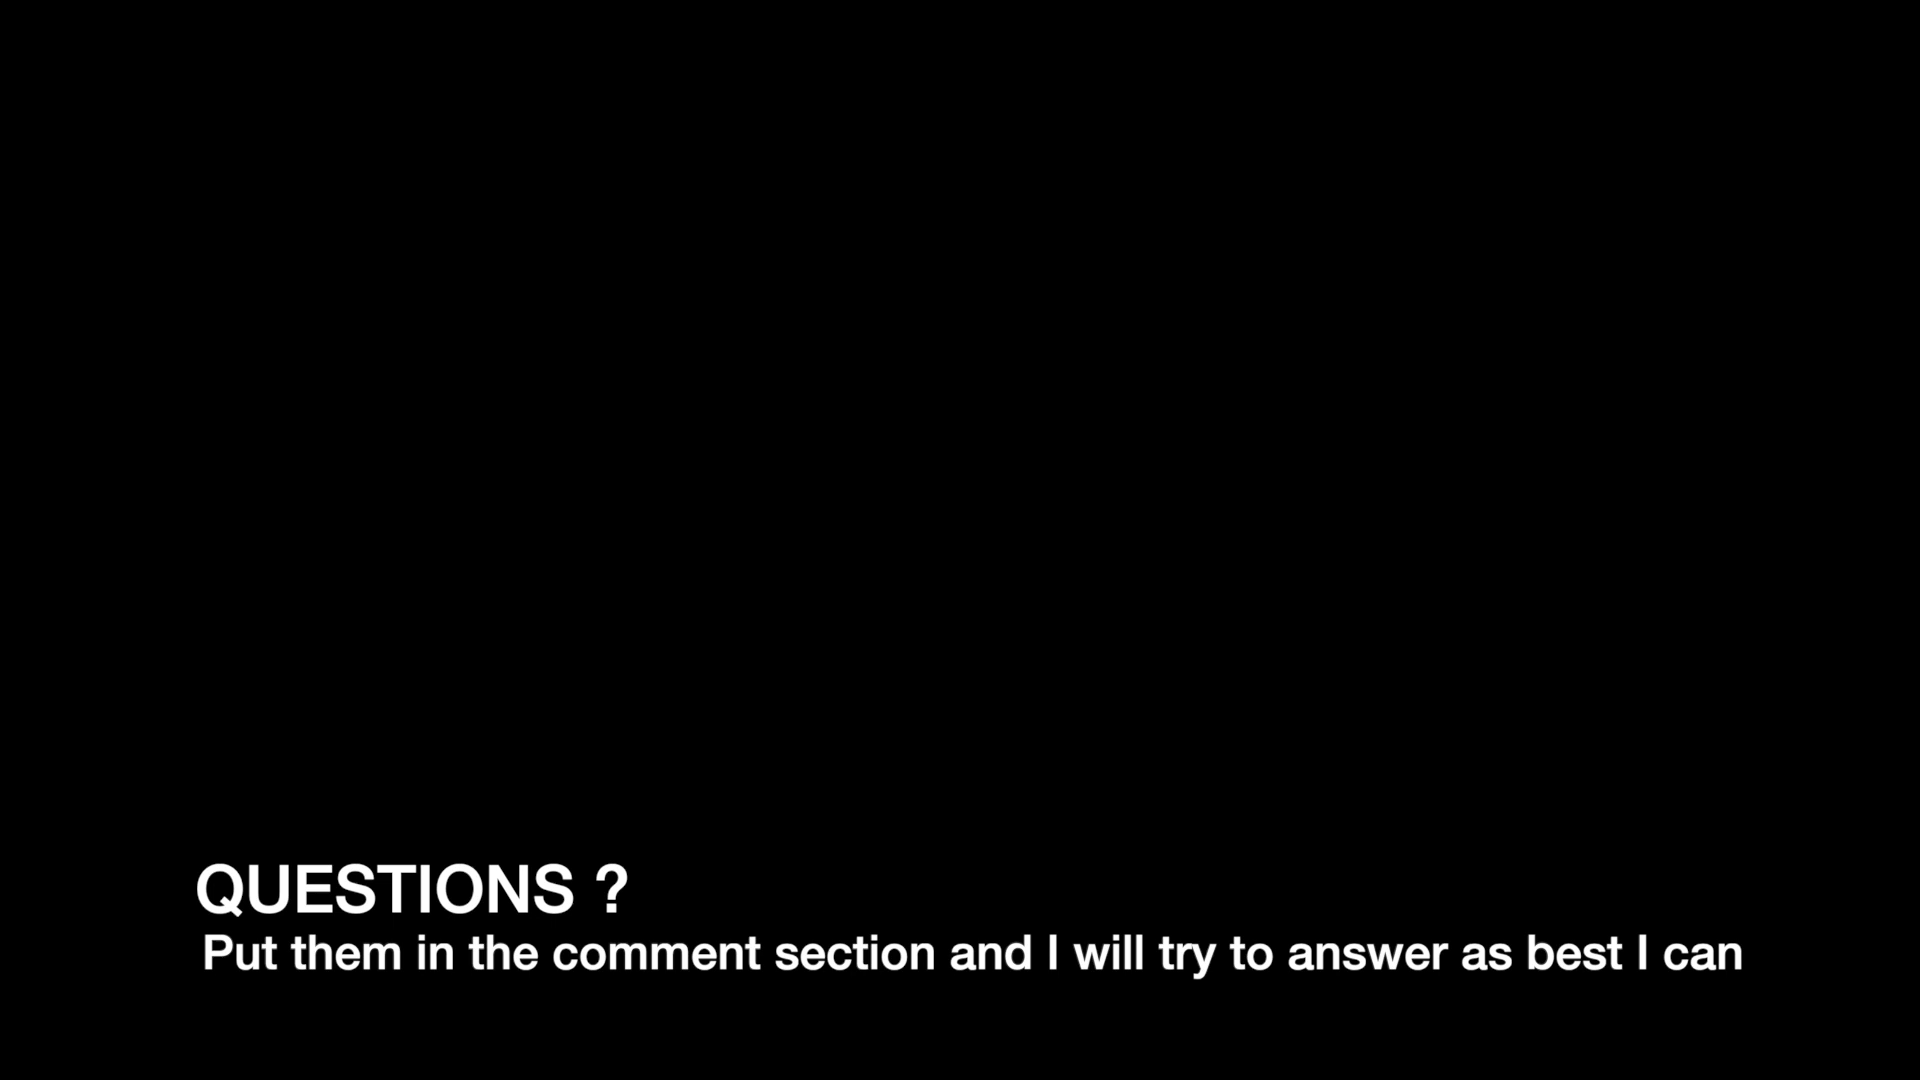 QUESTIONS ?
Put them in the comment section and I will try to answer as best I can